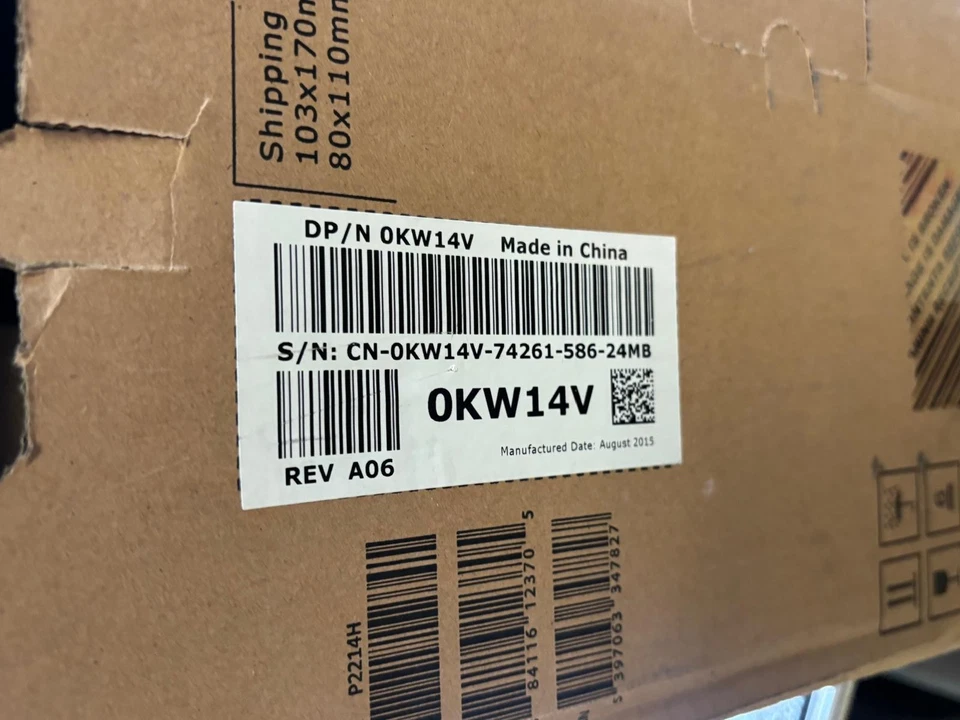 Shipping
103x170m
80x110mm
DP/N 0KW14V Made in China
S/N: CN-0KW14V-74261-586-24MB
0KW14V
Manufactured Date: August 2015
REV A06
P2214H
84116 12370 5
5 397063 347827